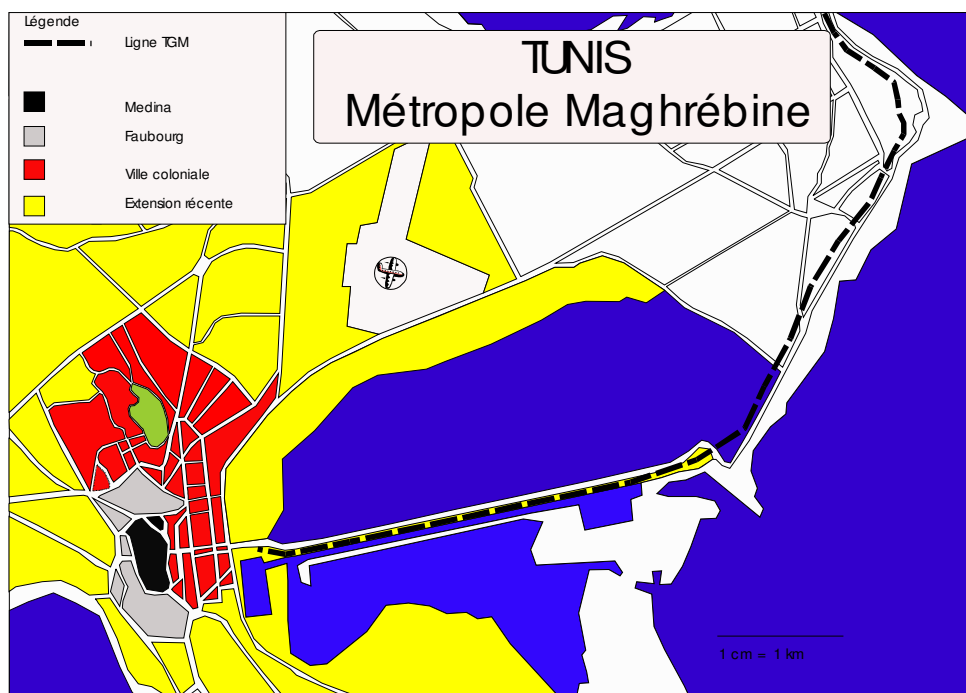 Légende
Ligne TGM
Medina
Faubourg
Ville coloniale
Extension récente
TUNIS
Métropole Maghrébine
1 cm = 1 km